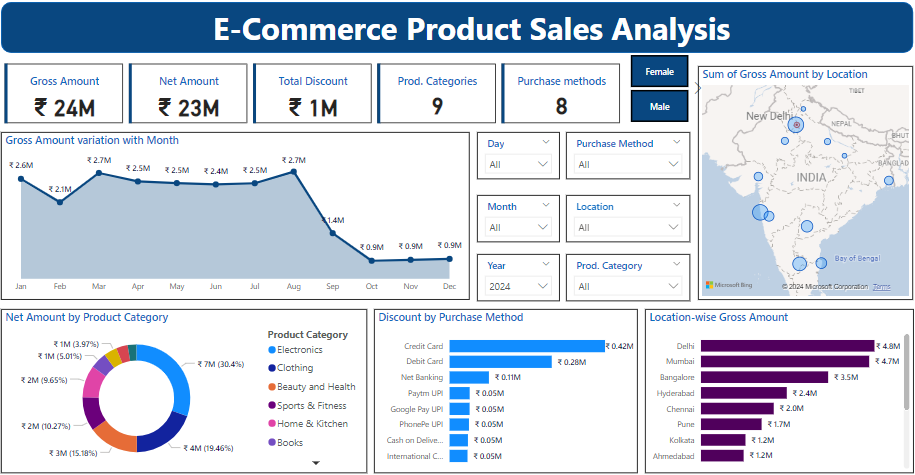 E-Commerce Product Sales Analysis
Gross Amount
₹ 24M
Net Amount
₹ 23M
Total Discount
₹ 1M
Prod. Categories
9
Purchase methods
8
Female
Male
Gross Amount variation with Month
₹ 2.6M
₹ 2.1M
₹ 2.7M
₹ 2.5M
₹ 2.5M
₹ 2.4M
₹ 2.5M
₹ 2.7M
₹ 1.4M
₹ 0.9M
₹ 0.9M
₹ 0.9M
Jan Feb Mar Apr May Jun Jul Aug Sep Oct Nov Dec
Day
All
Purchase Method
All
Month
All
Location
All
Year
2024
Prod. Category
All
Sum of Gross Amount by Location
TIBET
New Delhi
NEPAL
BHUT
BANGLAD
INDIA
Bay of Bengal
Microsoft Bing
© 2024 Microsoft Corporation Terms
Net Amount by Product Category
₹ 1M (3.97%)
₹ 1M (5.01%)
₹ 2M (9.65%)
₹ 2M (10.27%)
₹ 3M (15.18%)
₹ 4M (19.46%)
₹ 7M (30.4%)
Product Category
Electronics
Clothing
Beauty and Health
Sports & Fitness
Home & Kitchen
Books
Discount by Purchase Method
Credit Card ₹ 0.42M
Debit Card ₹ 0.28M
Net Banking ₹ 0.11M
Paytm UPI ₹ 0.05M
Google Pay UPI ₹ 0.05M
PhonePe UPI ₹ 0.05M
Cash on Delive... ₹ 0.05M
International C... ₹ 0.05M
Location-wise Gross Amount
Delhi ₹ 4.8M
Mumbai ₹ 4.7M
Bangalore ₹ 3.5M
Hyderabad ₹ 2.4M
Chennai ₹ 2.0M
Pune ₹ 1.7M
Kolkata ₹ 1.2M
Ahmedabad ₹ 1.2M